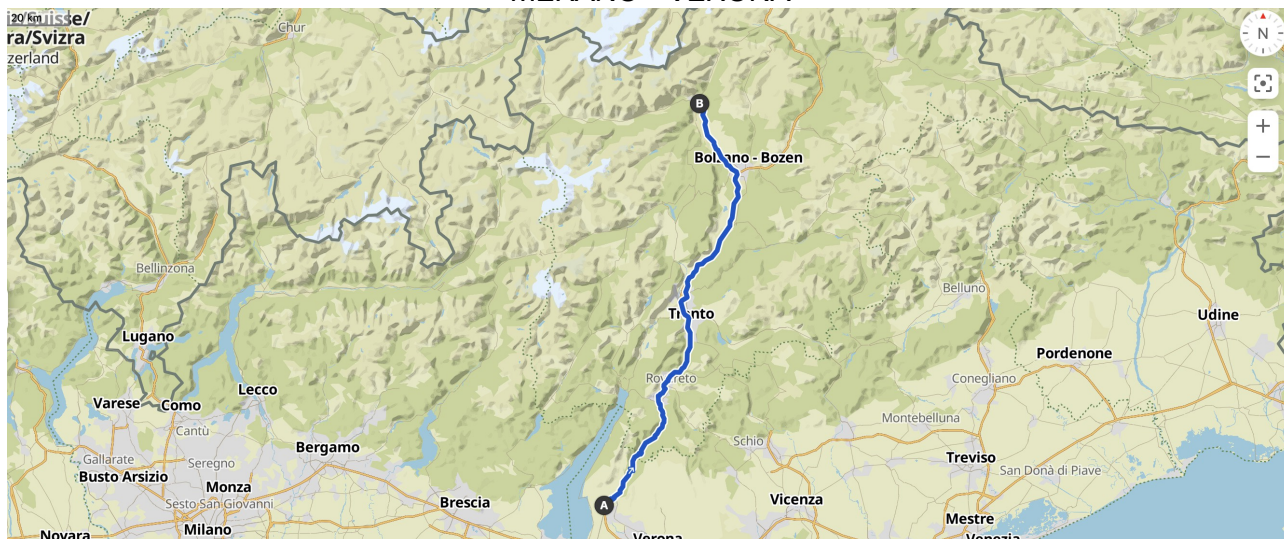 20 km
ra/Svizra
zerland
Chur
N
B
Bolzano - Bozen
Bellinzona
Belluno
Trento
Udine
Lugano
Pordenone
Rovereto
Conegliano
Lecco
Varese
Como
Montebelluna
Cantù
Schio
Bergamo
Gallarate
Seregno
Treviso
San Donà di Piave
Busto Arsizio
Monza
Brescia
Vicenza
Sesto San Giovanni
A
Mestre
Milano
Novara
Verona
Venezia